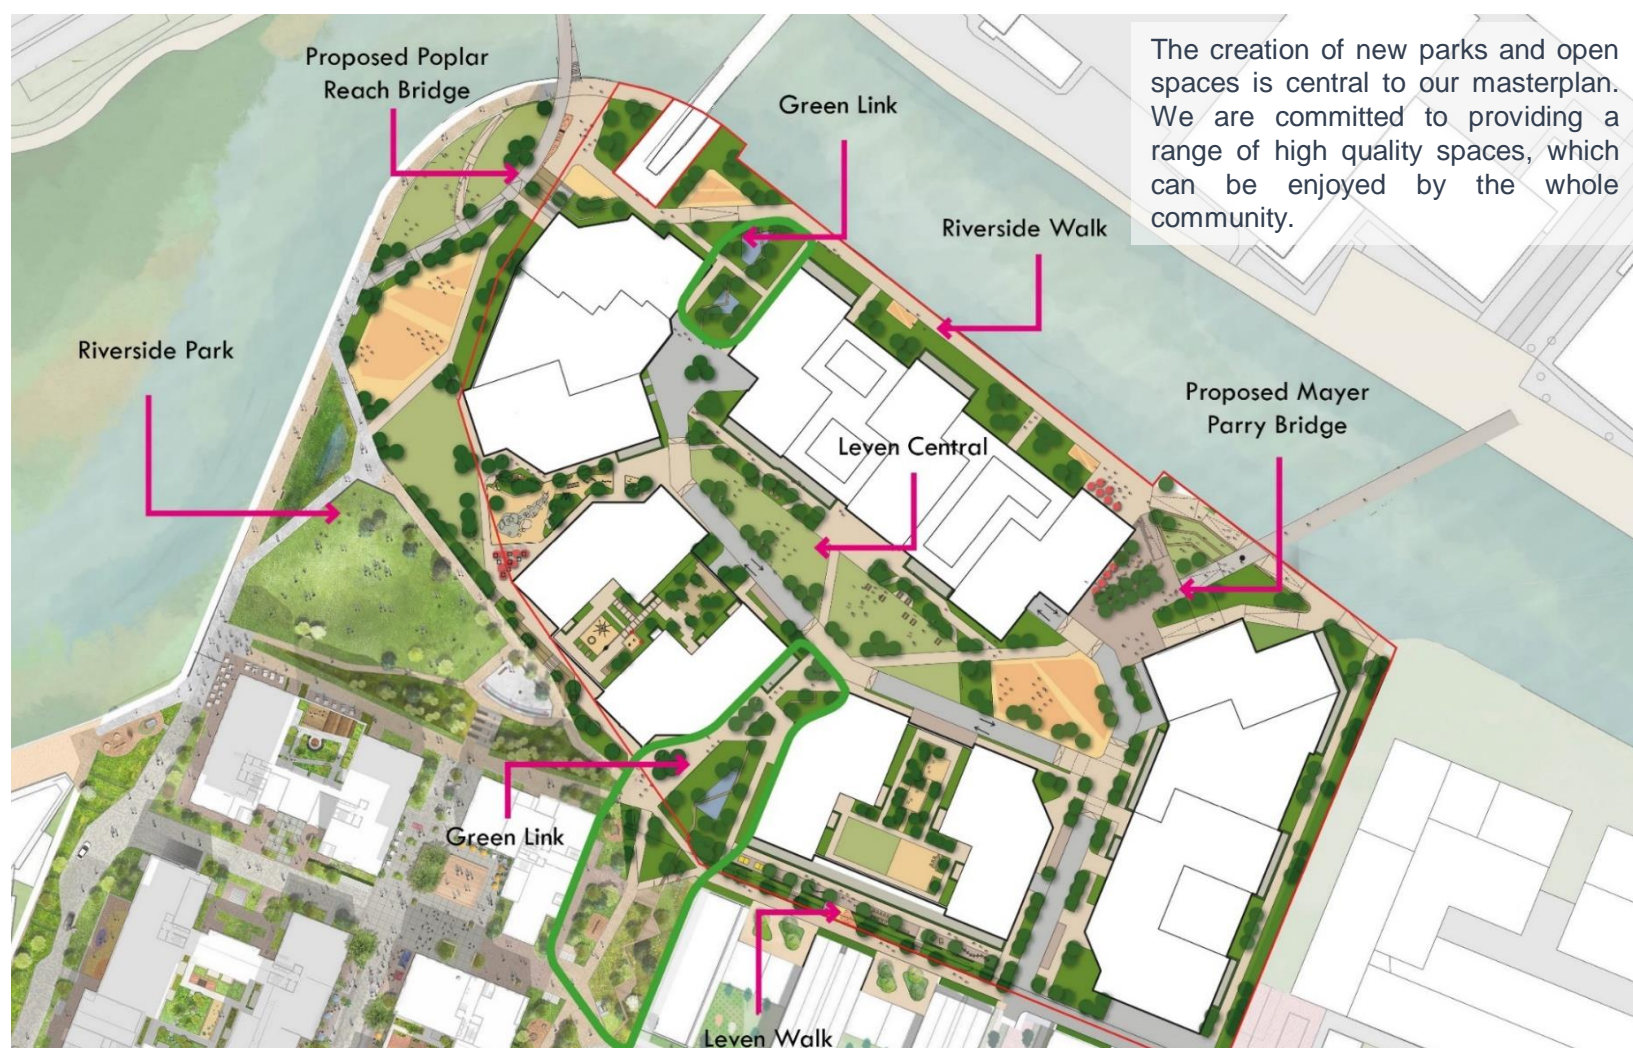 The creation of new parks and open
spaces is central to our masterplan.
We are committed to providing a
range of high quality spaces, which
can be enjoyed by the whole
community.
Proposed Poplar
Reach Bridge
Green Link
Riverside Walk
Riverside Park
Proposed Mayer
Parry Bridge
Leven Central
Green Link
Leven Walk